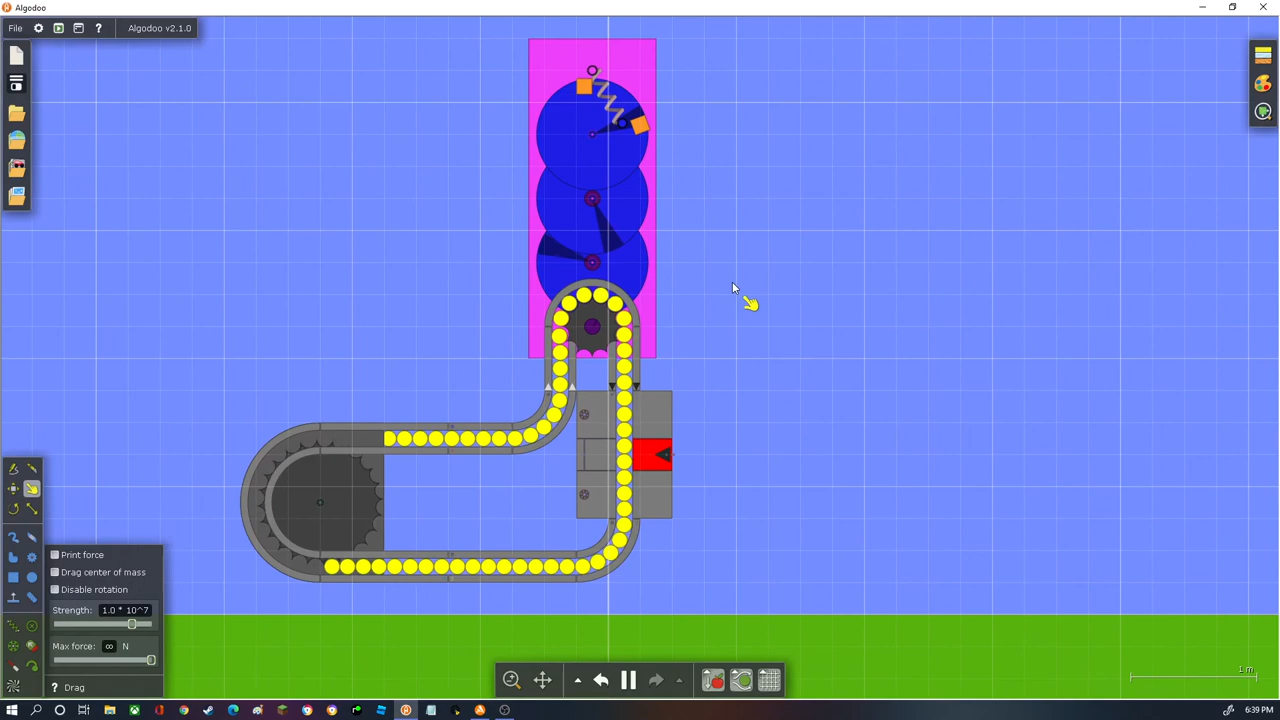 Algodoo
File
?
Algodoo v2.1.0
Print force
Drag center of mass
Disable rotation
Strength: 1.0 * 10^7
Max force: ∞ N
? Drag
1 m
6:39 PM